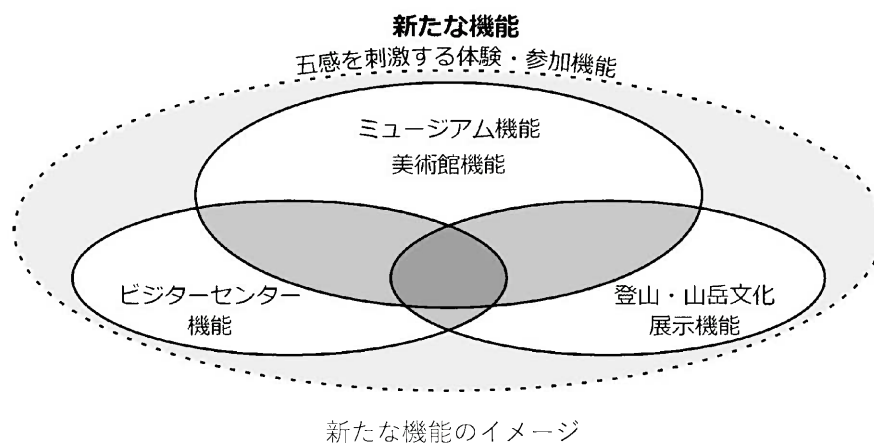 新たな機能
五感を刺激する体験・参加機能
ミュージアム機能
美術館機能
ビジターセンター
機能
登山・山岳文化
展示機能
新たな機能のイメージ